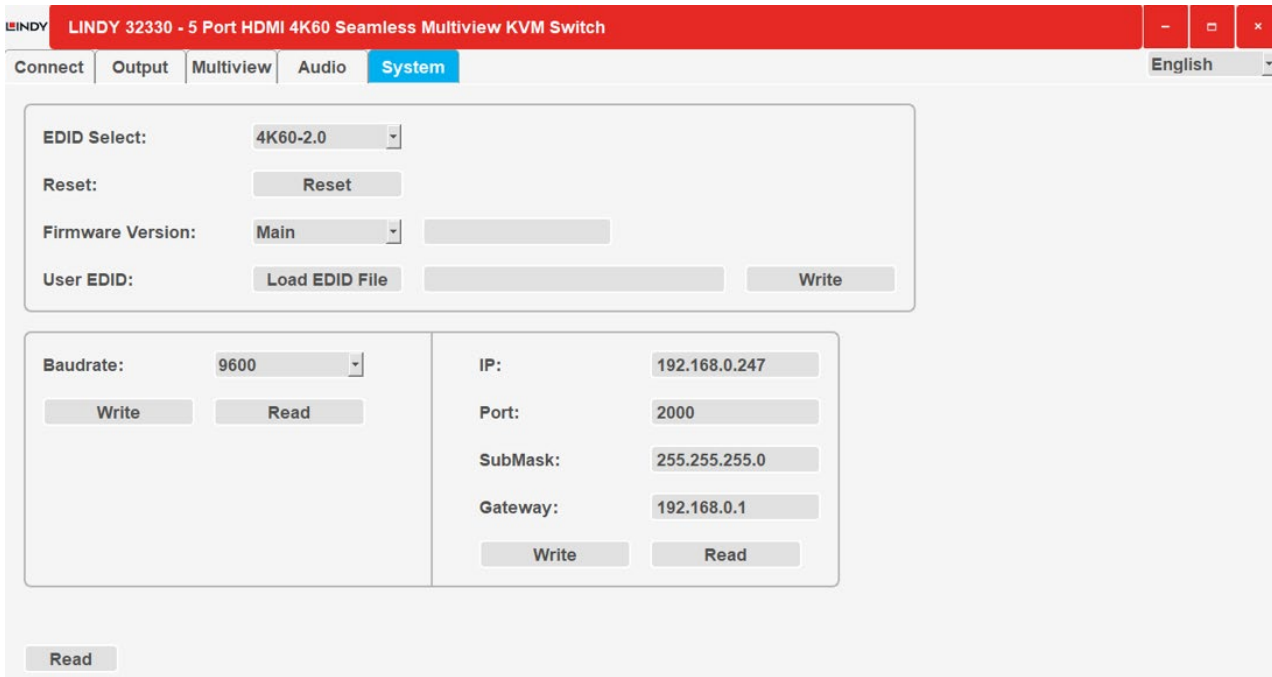 LINDY LINDY 32330 - 5 Port HDMI 4K60 Seamless Multiview KVM Switch
Connect Output Multiview Audio System English
EDID Select: 4K60-2.0
Reset: Reset
Firmware Version: Main
User EDID: Load EDID File Write
Baudrate: 9600
Write Read
IP: 192.168.0.247
Port: 2000
SubMask: 255.255.255.0
Gateway: 192.168.0.1
Write Read
Read